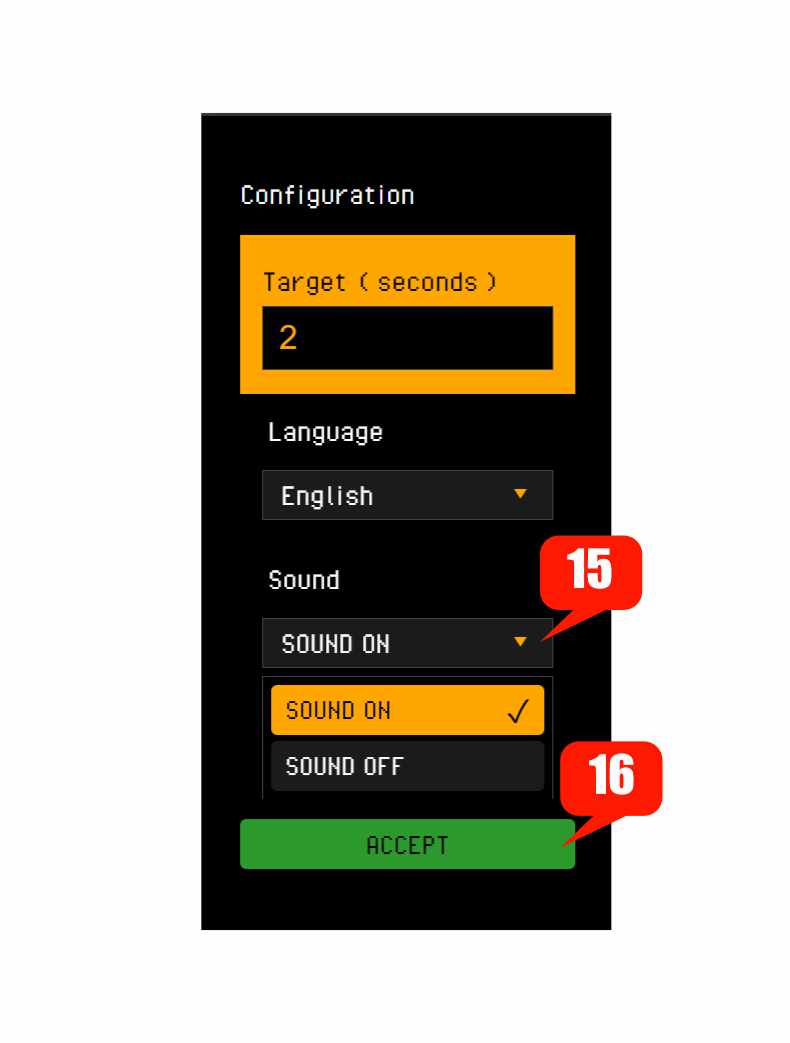 Configuration
Target ( seconds )
2
Language
English
15
Sound
SOUND ON
SOUND ON
SOUND OFF
16
ACCEPT